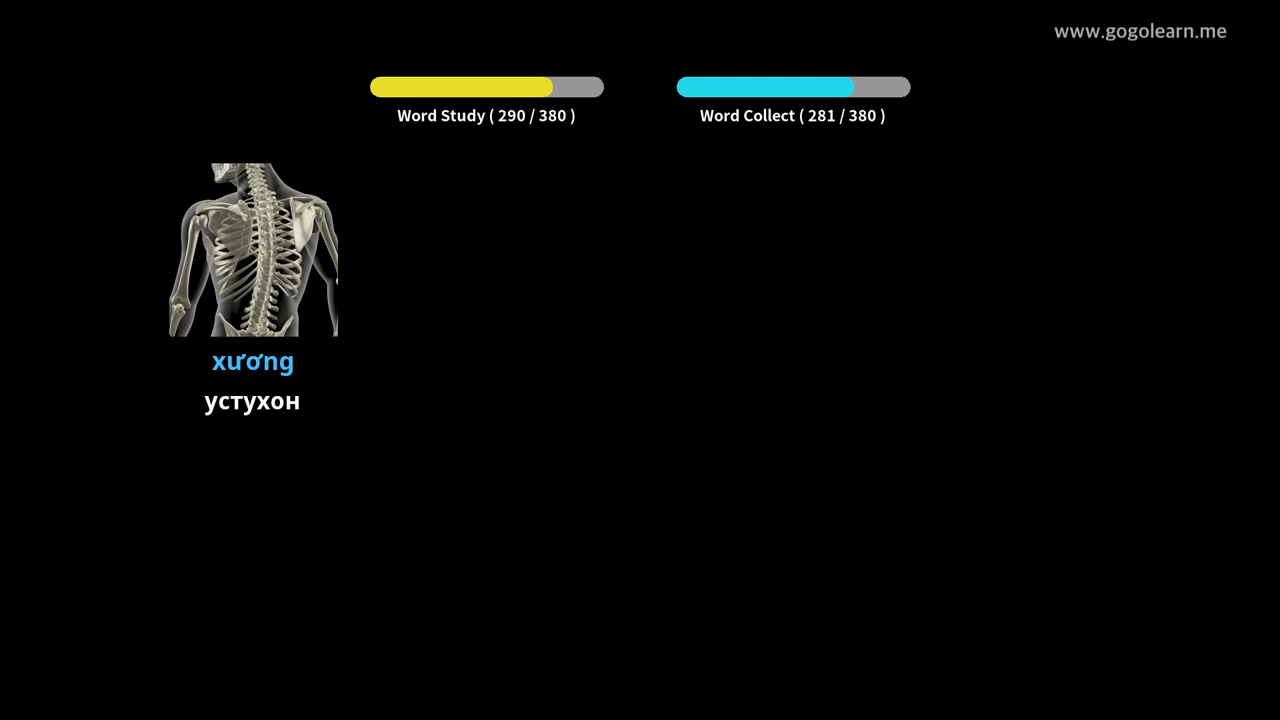 www.gogolearn.me
Word Study ( 290 / 380 )
Word Collect ( 281 / 380 )
xương
устухон